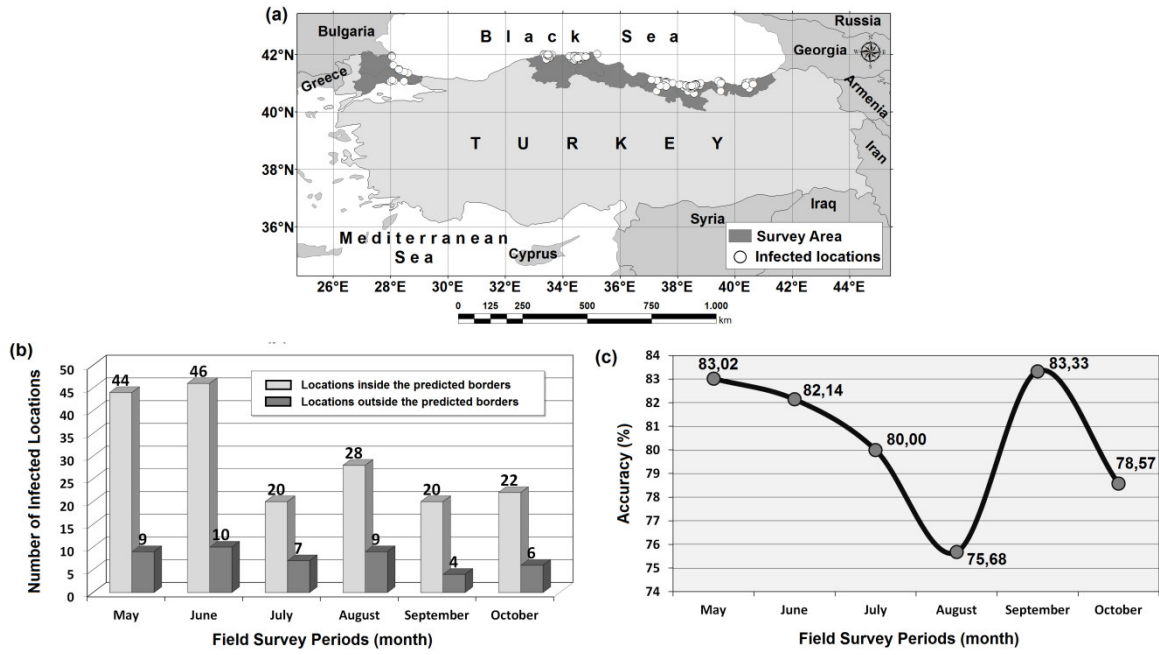 (a)
Bulgaria
Black Sea
Russia
Georgia
Greece
Armenia
Iran
TURKEY
Syria
Iraq
Mediterranean
Sea
Cyprus
Survey Area
Infected locations
42°N
40°N
38°N
36°N
26°E 28°E 30°E 32°E 34°E 36°E 38°E 40°E 42°E 44°E
0 125 250 500 750 1.000
km
(b)
Number of Infected Locations
50
45
40
35
30
25
20
15
10
5
0
Locations inside the predicted borders
Locations outside the predicted borders
44 46 20 28 20 22
9 10 7 9 4 6
May June July August September October
Field Survey Periods (month)
(c)
Accuracy (%)
84
83
82
81
80
79
78
77
76
75
74
83,02
82,14
80,00
75,68
83,33
78,57
May June July August September October
Field Survey Periods (month)